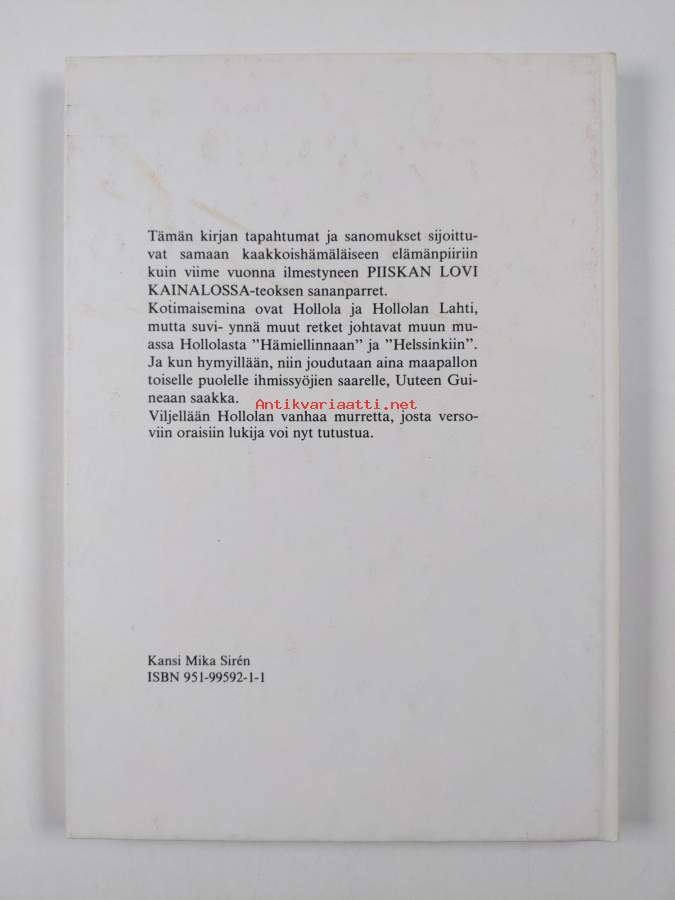 Tämän kirjan tapahtumat ja sanomukset sijoittu-
vat samaan kaakkoishämäläiseen elämänpiiriin
kuin viime vuonna ilmestyneen PIISKAN LOVI
KAINALOSSA-teoksen sananparret.
Kotimaisemina ovat Hollola ja Hollolan Lahti,
mutta suvi- ynnä muut retket johtavat muun mu-
assa Hollolasta "Hämiellinnaan" ja "Helssinkiin".
Ja kun hymyillään, niin joudutaan aina maapallon
toiselle puolelle ihmissyöjien saarelle, Uuteen Gui-
neaan saakka.
Antikvariaatti.net
Viljellään Hollolan vanhaa murretta, josta verso-
viin oraisiin lukija voi nyt tutustua.
Kansi Mika Sirén
ISBN 951-99592-1-1